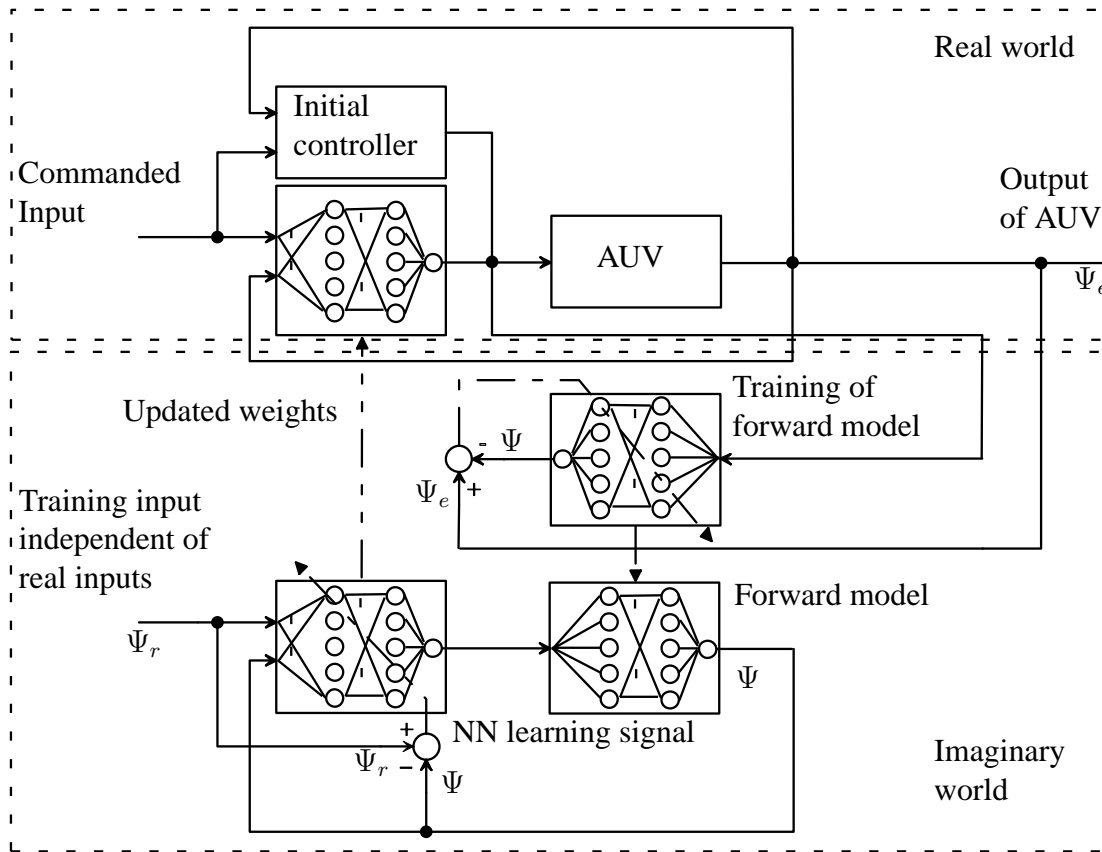 Real world
Initial
controller
Commanded
Input
Output
of AUV
AUV
Ψ_e
Training of
forward model
Updated weights
- Ψ
Ψ_e +
Training input
independent of
real inputs
Forward model
Ψ_r
Ψ
+
NN learning signal
Ψ_r −
Ψ
Imaginary
world